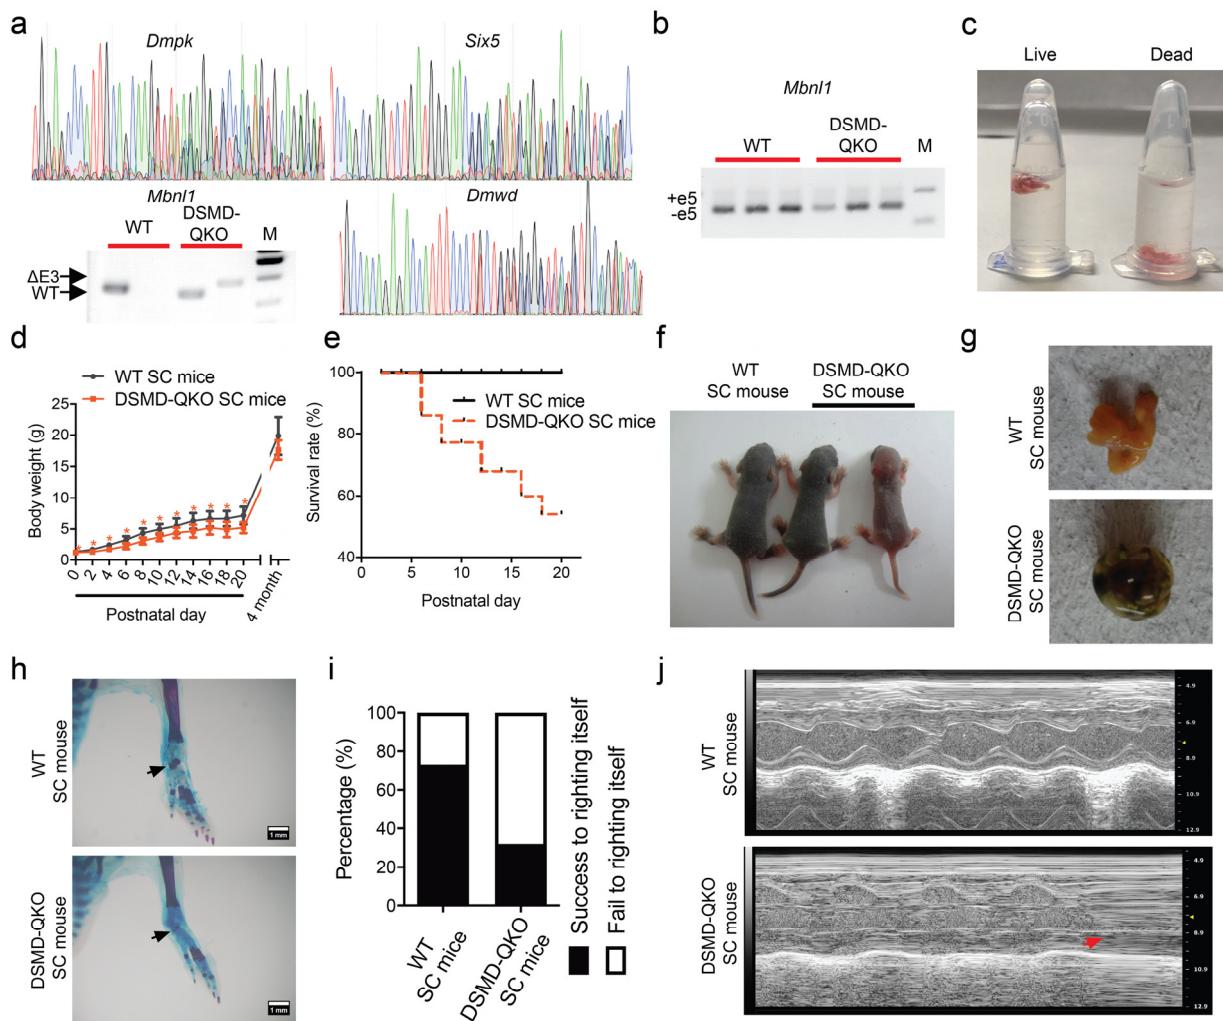 a
Dmpk
Six5
Mbnl1
WT
DSMD-
QKO
M
ΔE3
WT
Dmwd
b
Mbnl1
WT
DSMD-
QKO
M
+e5
-e5
c
Live
Dead
d
WT SC mice
DSMD-QKO SC mice
Body weight (g)
25
20
15
10
5
0
* * * * * * * * * * *
0 2 4 6 8 10 12 14 16 18 20 4 month
Postnatal day
e
Survival rate (%)
100
80
60
40
WT SC mice
DSMD-QKO SC mice
0 5 10 15 20
Postnatal day
f
WT
SC mouse
DSMD-QKO
SC mouse
g
WT
SC mouse
DSMD-QKO
SC mouse
h
WT
SC mouse
1 mm
DSMD-QKO
SC mouse
1 mm
i
Percentage (%)
100
80
60
40
20
0
WT
SC mice
DSMD-QKO
SC mice
Success to righting itself
Fail to righting itself
j
WT
SC mouse
4.9
6.9
8.9
10.9
12.9
DSMD-QKO
SC mouse
4.9
6.9
8.9
10.9
12.9